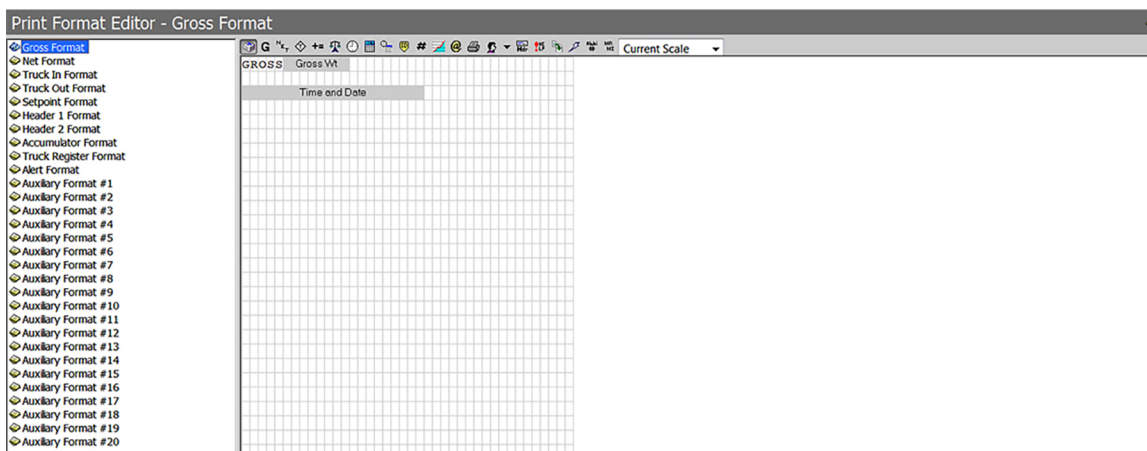 Print Format Editor - Gross Format
Gross Format
Net Format
Truck In Format
Truck Out Format
Setpoint Format
Header 1 Format
Header 2 Format
Accumulator Format
Truck Register Format
Alert Format
Auxiliary Format #1
Auxiliary Format #2
Auxiliary Format #3
Auxiliary Format #4
Auxiliary Format #5
Auxiliary Format #6
Auxiliary Format #7
Auxiliary Format #8
Auxiliary Format #9
Auxiliary Format #10
Auxiliary Format #11
Auxiliary Format #12
Auxiliary Format #13
Auxiliary Format #14
Auxiliary Format #15
Auxiliary Format #16
Auxiliary Format #17
Auxiliary Format #18
Auxiliary Format #19
Auxiliary Format #20
G # @ Current Scale
GROSS Gross Wt
Time and Date